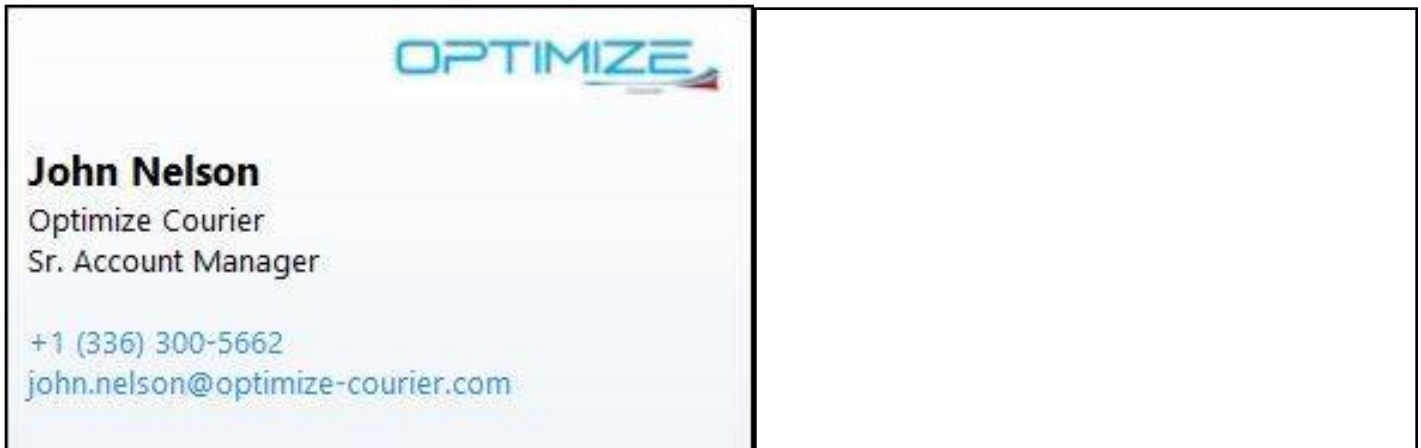 OPTIMIZE
John Nelson
Optimize Courier
Sr. Account Manager
+1 (336) 300-5662
john.nelson@optimize-courier.com